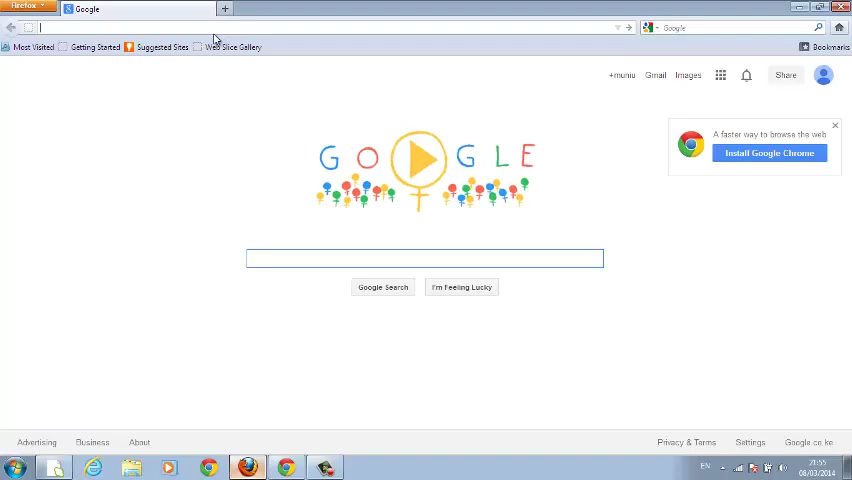 Firefox
Google
Google
Most Visited Getting Started Suggested Sites Web Slice Gallery Bookmarks
+muniu Gmail Images Share
GO GLE
A faster way to browse the web
Install Google Chrome
Google Search I'm Feeling Lucky
Advertising Business About Privacy & Terms Settings Google.co.ke
EN 21:55
08/03/2014